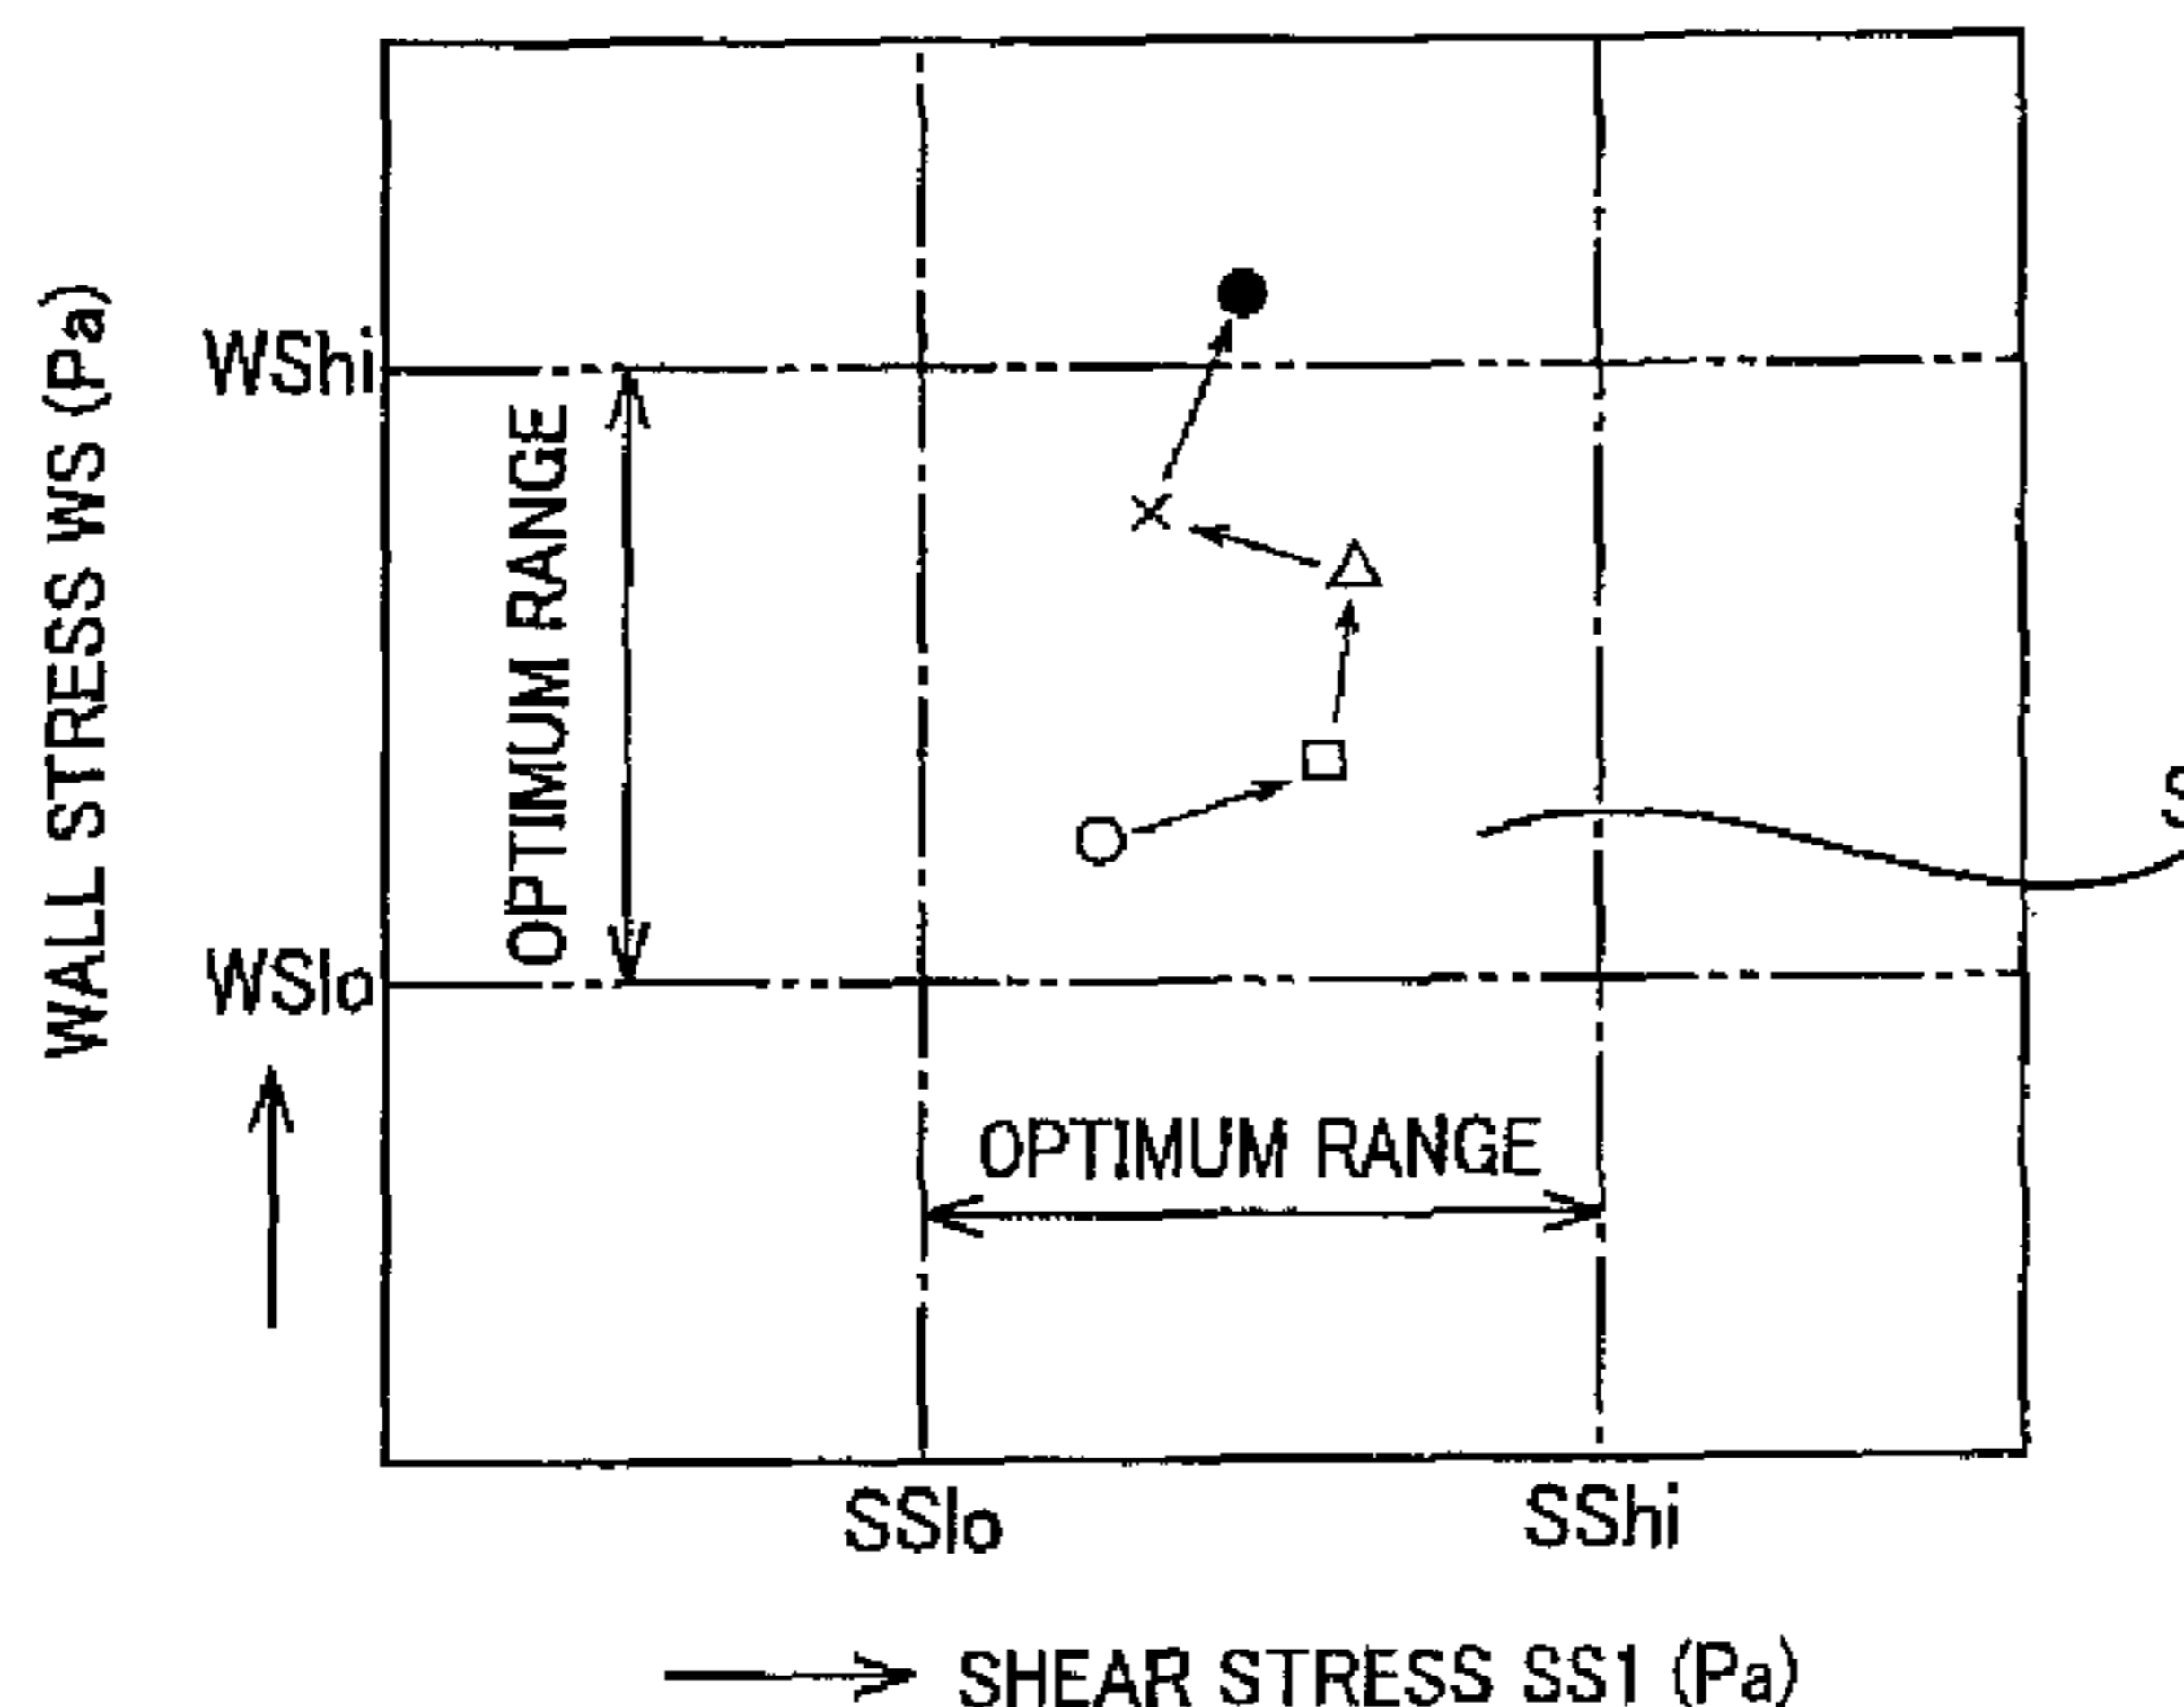 WALL STRESS WS (Pa)
WShi
OPTIMUM RANGE
WSlo
S
OPTIMUM RANGE
SSlo
SShi
SHEAR STRESS SS1 (Pa)